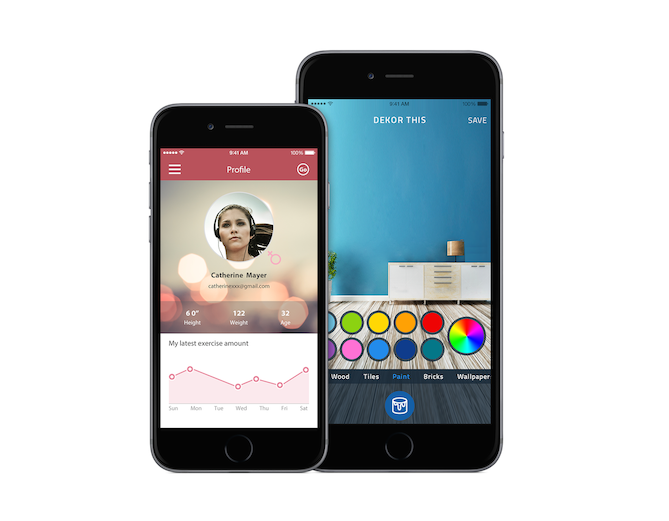 9:41 AM
100%
Profile
Go
Catherine Mayer
catherinexxx@gmail.com
6 0" 122 32
Height Weight Age
My latest exercise amount
Sun Mon Tue Wed Thu Fri Sat
9:41 AM
100%
DEKOR THIS SAVE
Wood Tiles Paint Bricks Wallpaper